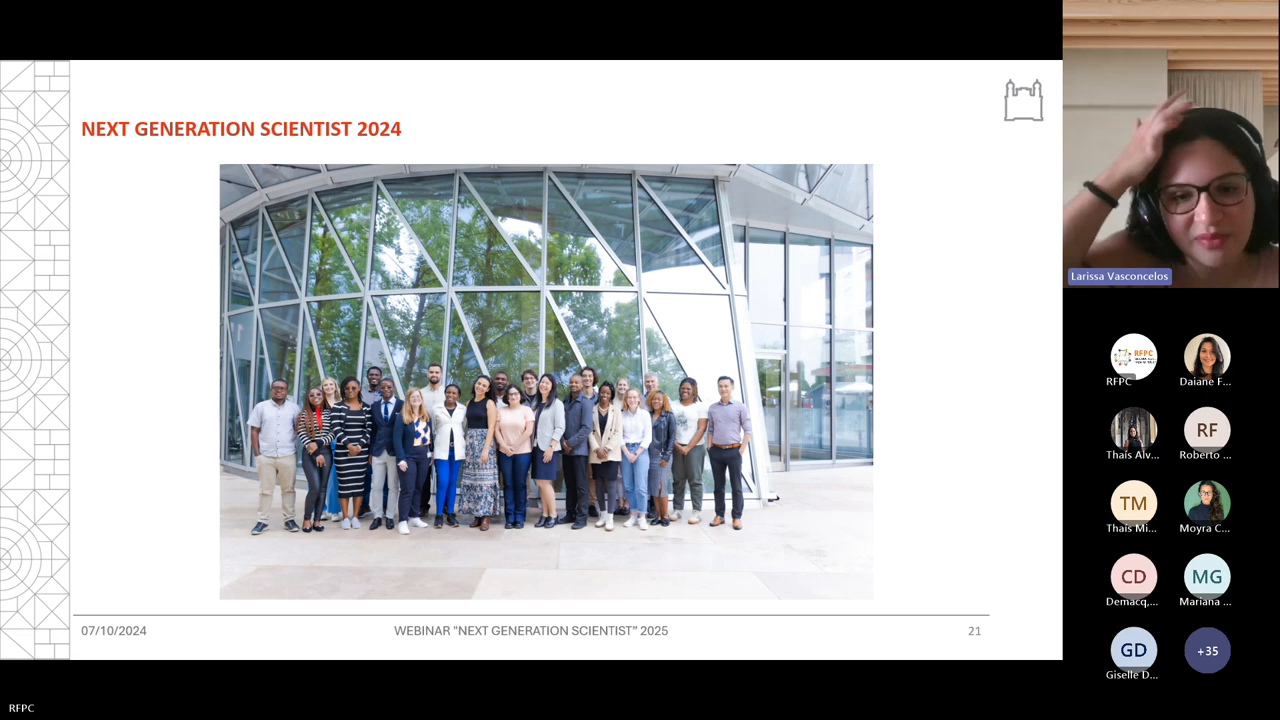 NEXT GENERATION SCIENTIST 2024
07/10/2024
WEBINAR "NEXT GENERATION SCIENTIST" 2025
21
Larissa Vasconcelos
RFPC
RFPC
Daiane F...
Thaís Alv...
RF
Roberto ...
TM
Thaís Mi...
Moyra C...
CD
Demacq,...
MG
Mariana ...
GD
Giselle D...
+35
RFPC